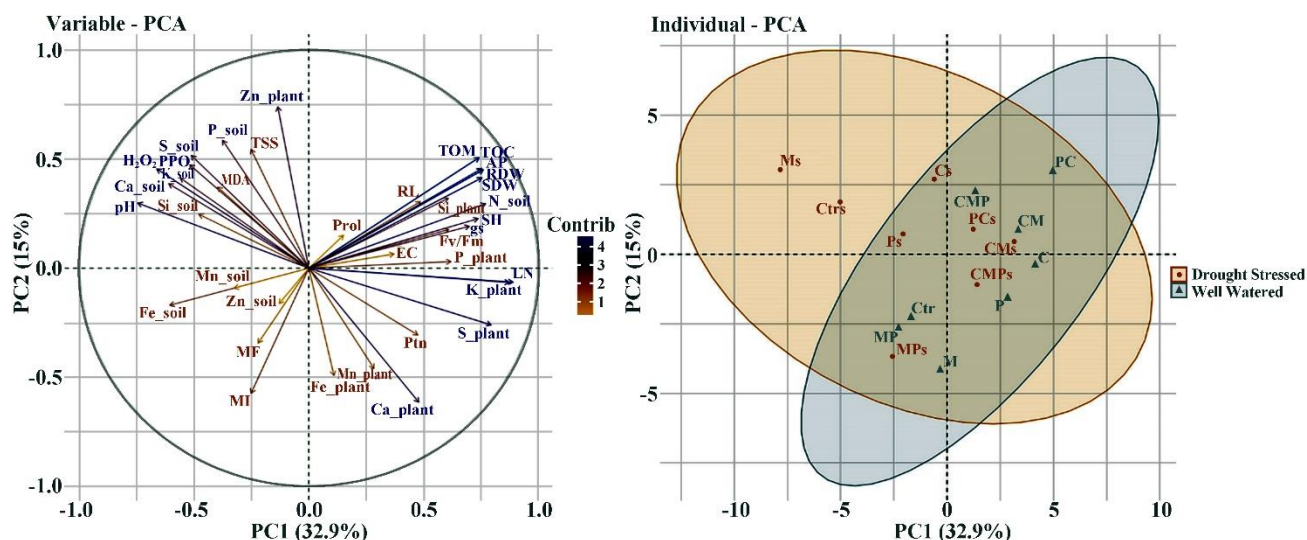 Variable - PCA
1.0
0.5
0.0
-0.5
-1.0
PC2 (15%)
-1.0
-0.5
0.0
0.5
1.0
PC1 (32.9%)
Zn_plant
P_soil
TSS
S_soil
H₂O₂
PPO
K_soil
MDA
Ca_soil
pH
Si_soil
TOM
TOC
AP
RDW
SDW
RL
Si_plant
N_soil
SH
gs
Prol
Fv/Fm
EC
P_plant
LN
K_plant
Mn_soil
Zn_soil
Fe_soil
S_plant
Ptn
MF
Mn_plant
Fe_plant
MI
Ca_plant
Contrib
4
3
2
1
Individual - PCA
5
0
-5
PC2 (15%)
-10
-5
0
5
10
PC1 (32.9%)
Ms
Cs
PC
Ctrs
CMP
PCs
CM
Ps
CMs
C
CMPs
P
Ctr
MP
MPs
M
Drought Stressed
Well Watered